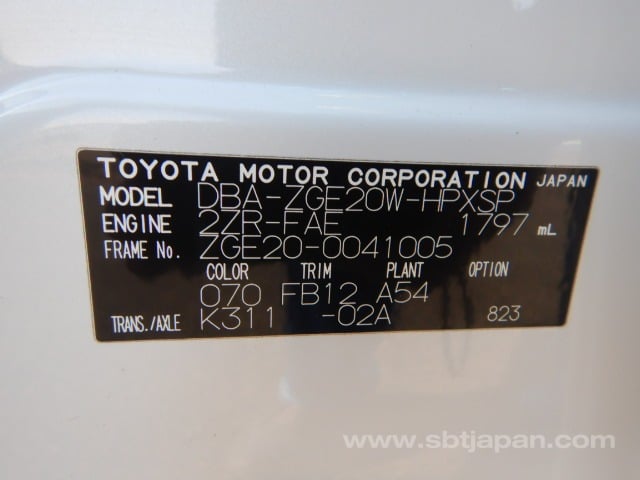 TOYOTA MOTOR CORPORATION JAPAN
MODEL DBA-ZGE20W-HPXSP
ENGINE 2ZR-FAE 1797 mL
FRAME No. ZGE20-0041005
COLOR TRIM PLANT OPTION
070 FB12 A54
TRANS./AXLE K311 -02A 823
www.sbtjapan.com